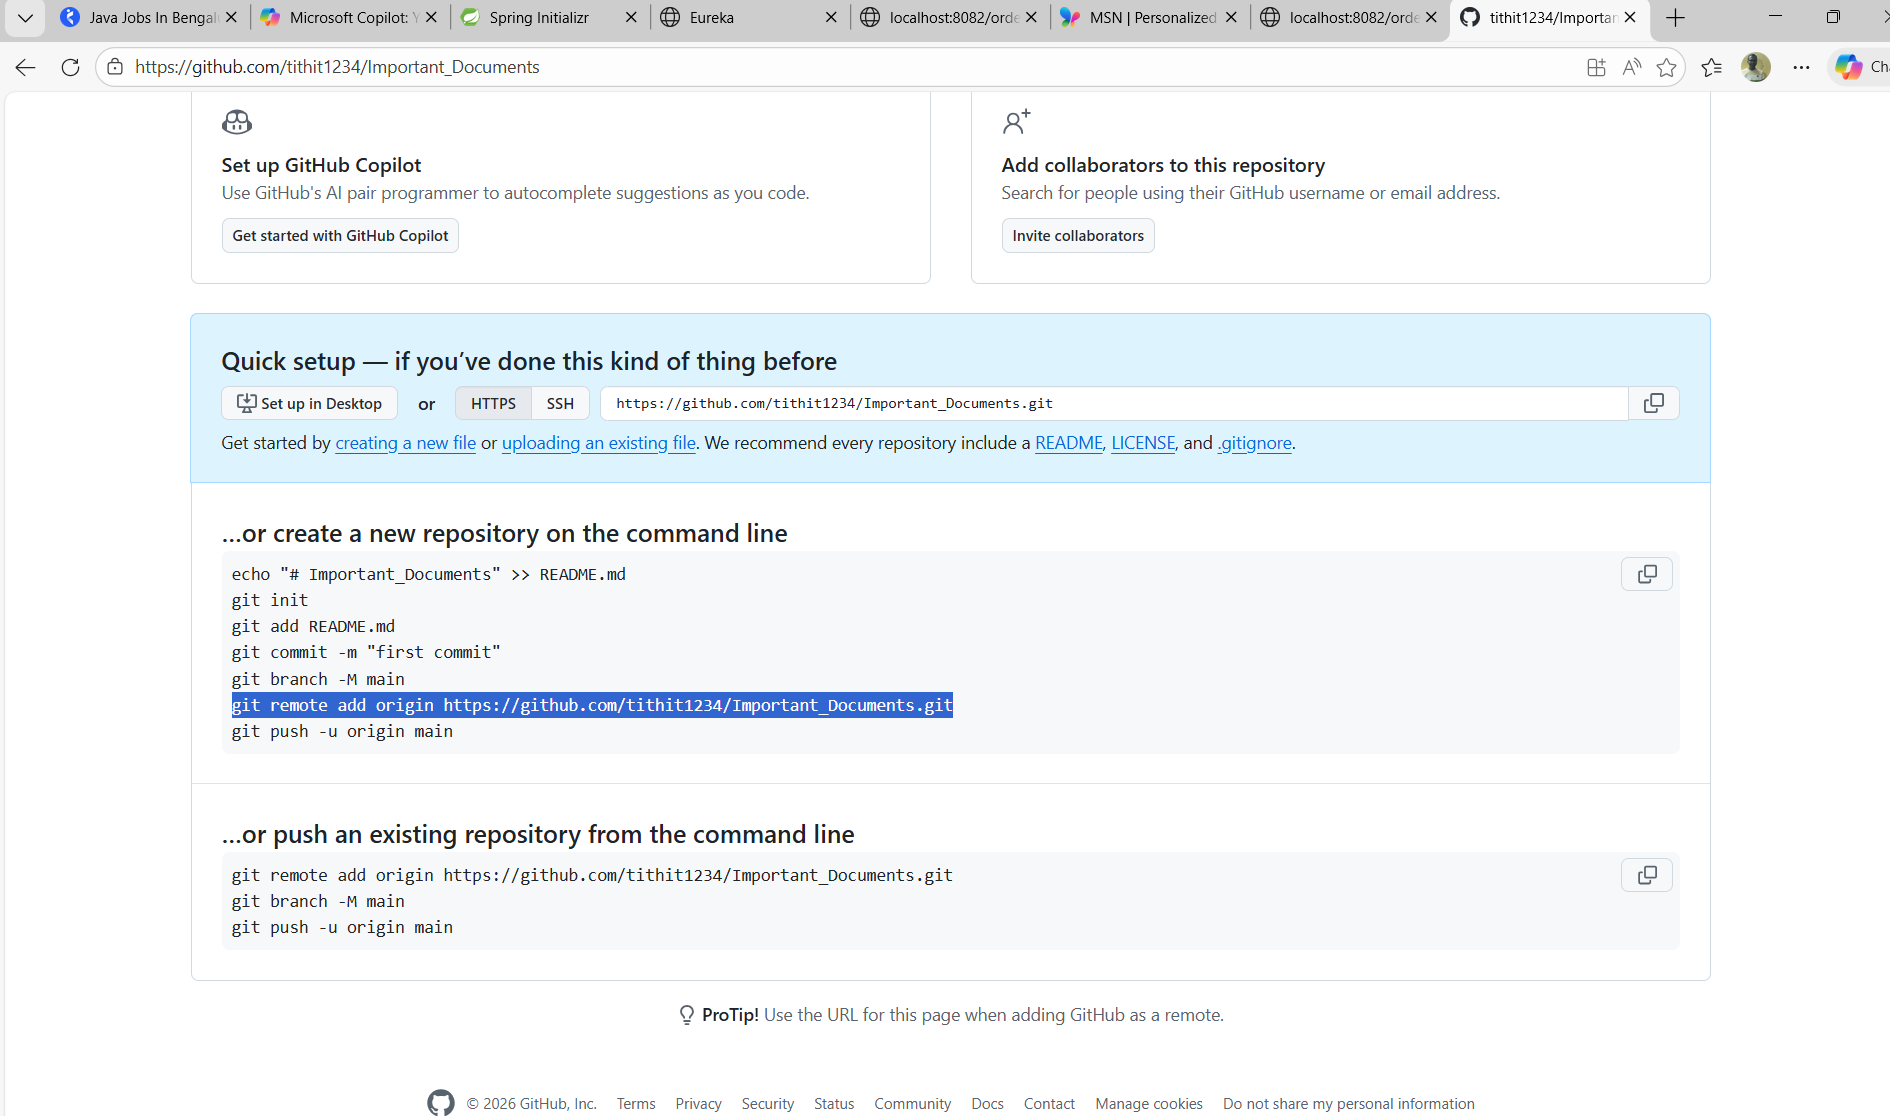 Java Jobs In Bengal
Microsoft Copilot: Y
Spring Initializr
Eureka
localhost:8082/orde
MSN | Personalized
localhost:8082/orde
tithit1234/Importan
https://github.com/tithit1234/Important_Documents
Ch
Set up GitHub Copilot
Use GitHub's AI pair programmer to autocomplete suggestions as you code.
Get started with GitHub Copilot
Add collaborators to this repository
Search for people using their GitHub username or email address.
Invite collaborators
Quick setup — if you’ve done this kind of thing before
Set up in Desktop or HTTPS SSH https://github.com/tithit1234/Important_Documents.git
Get started by creating a new file or uploading an existing file. We recommend every repository include a README, LICENSE, and .gitignore.
…or create a new repository on the command line
echo "# Important_Documents" >> README.md
git init
git add README.md
git commit -m "first commit"
git branch -M main
git remote add origin https://github.com/tithit1234/Important_Documents.git
git push -u origin main
…or push an existing repository from the command line
git remote add origin https://github.com/tithit1234/Important_Documents.git
git branch -M main
git push -u origin main
ProTip! Use the URL for this page when adding GitHub as a remote.
© 2026 GitHub, Inc. Terms Privacy Security Status Community Docs Contact Manage cookies Do not share my personal information